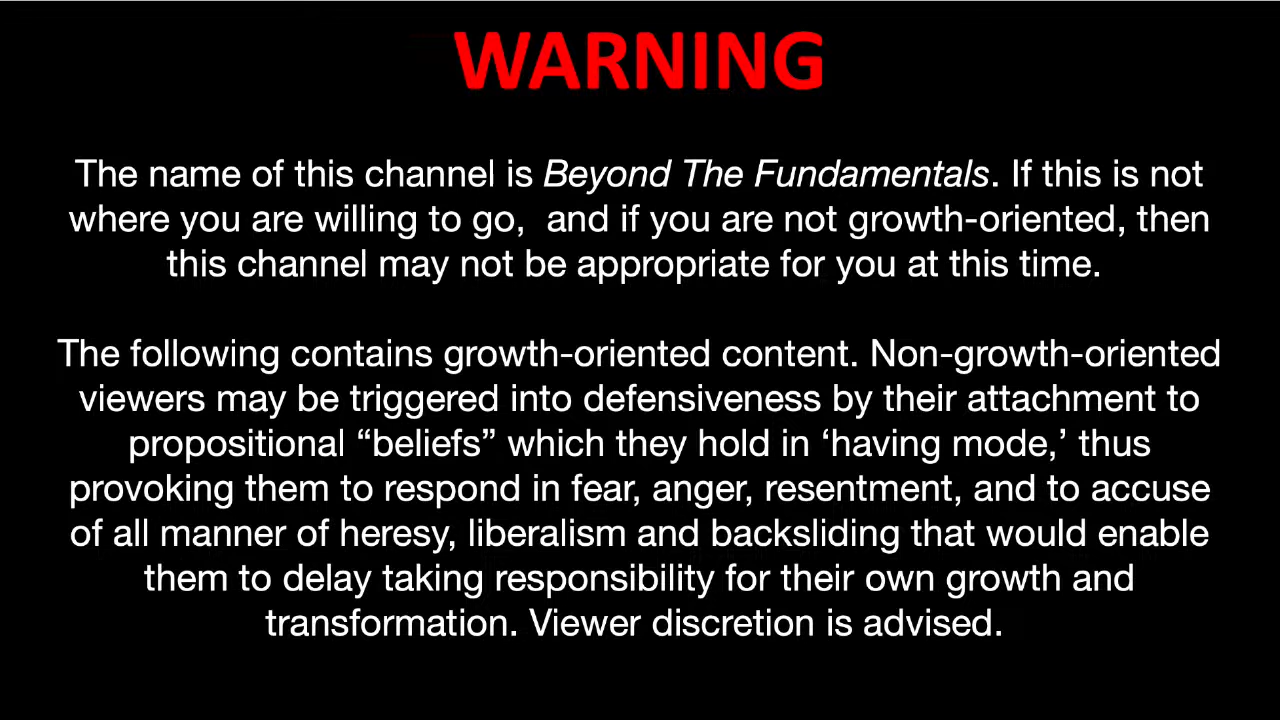 WARNING
The name of this channel is Beyond The Fundamentals. If this is not
where you are willing to go,  and if you are not growth-oriented, then
this channel may not be appropriate for you at this time.
The following contains growth-oriented content. Non-growth-oriented
viewers may be triggered into defensiveness by their attachment to
propositional “beliefs” which they hold in ‘having mode,’ thus
provoking them to respond in fear, anger, resentment, and to accuse
of all manner of heresy, liberalism and backsliding that would enable
them to delay taking responsibility for their own growth and
transformation. Viewer discretion is advised.